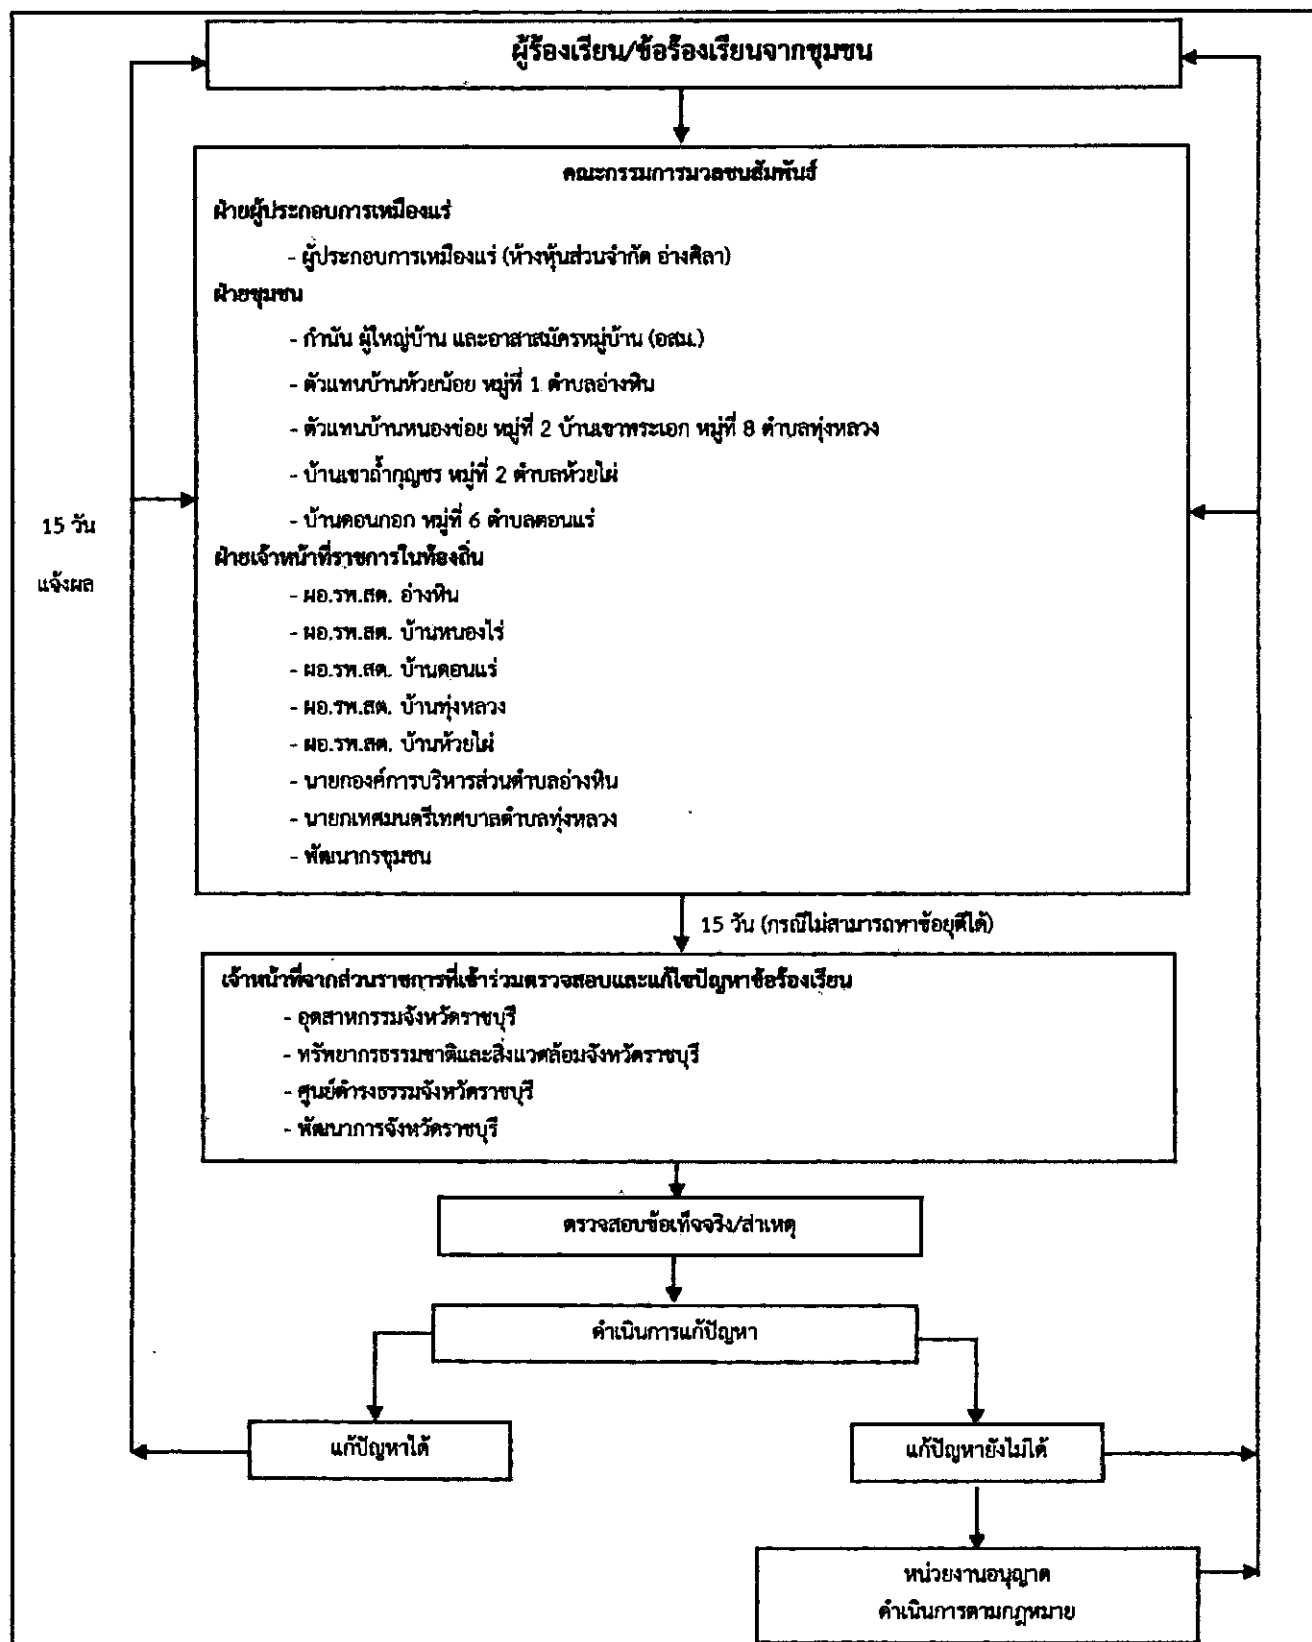 ผู้ร้องเรียน/ข้อร้องเรียนจากชุมชน
คณะกรรมการมวลชนสัมพันธ์
ฝ่ายผู้ประกอบการเหมืองแร่
- ผู้ประกอบการเหมืองแร่ (ห้างหุ้นส่วนจำกัด อ่างศิลา)
ฝ่ายชุมชน
- กำนัน ผู้ใหญ่บ้าน และอาสาสมัครหมู่บ้าน (อสม.)
- ตัวแทนบ้านห้วยน้อย หมู่ที่ 1 ตำบลอ่างหิน
- ตัวแทนบ้านหนองข่อย หมู่ที่ 2 บ้านเขาพระเอก หมู่ที่ 8 ตำบลทุ่งหลวง
- บ้านเขาถ้ำกุญชร หมู่ที่ 2 ตำบลห้วยไผ่
- บ้านดอนกอก หมู่ที่ 6 ตำบลดอนแร่
15 วัน
แจ้งผล
ฝ่ายเจ้าหน้าที่ราชการในท้องถิ่น
- ผอ.รพ.สต. อ่างหิน
- ผอ.รพ.สต. บ้านหนองไร่
- ผอ.รพ.สต. บ้านดอนแร่
- ผอ.รพ.สต. บ้านทุ่งหลวง
- ผอ.รพ.สต. บ้านห้วยไผ่
- นายกองค์การบริหารส่วนตำบลอ่างหิน
- นายกเทศมนตรีเทศบาลตำบลทุ่งหลวง
- พัฒนากรชุมชน
15 วัน (กรณีไม่สามารถหาข้อยุติได้)
เจ้าหน้าที่จากส่วนราชการที่เข้าร่วมตรวจสอบและแก้ไขปัญหาข้อร้องเรียน
- อุตสาหกรรมจังหวัดราชบุรี
- ทรัพยากรธรรมชาติและสิ่งแวดล้อมจังหวัดราชบุรี
- ศูนย์ดำรงธรรมจังหวัดราชบุรี
- พัฒนาการจังหวัดราชบุรี
ตรวจสอบข้อเท็จจริง/สาเหตุ
ดำเนินการแก้ปัญหา
แก้ปัญหาได้
แก้ปัญหายังไม่ได้
หน่วยงานอนุญาต
ดำเนินการตามกฎหมาย